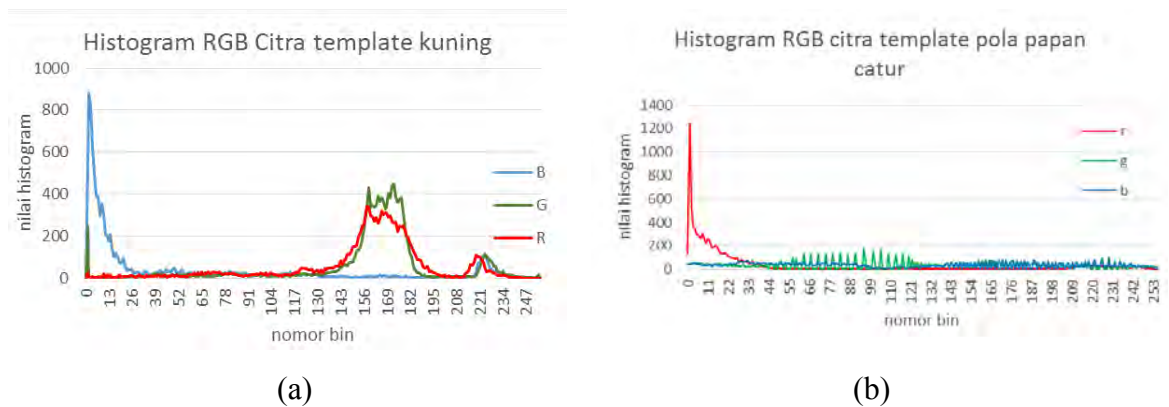 Histogram RGB Citra template kuning
1000
800
600
400
200
0
nilai histogram
B
G
R
0 13 26 39 52 65 78 91 104 117 130 143 156 169 182 195 208 221 234 247
nomor bin
(a)
Histogram RGB citra template pola papan
catur
1400
1200
1000
800
600
400
200
0
nilai histogram
r
g
b
0 11 22 33 44 55 66 77 88 99 110 121 132 143 154 165 176 187 198 209 220 231 242 253
nomor bin
(b)